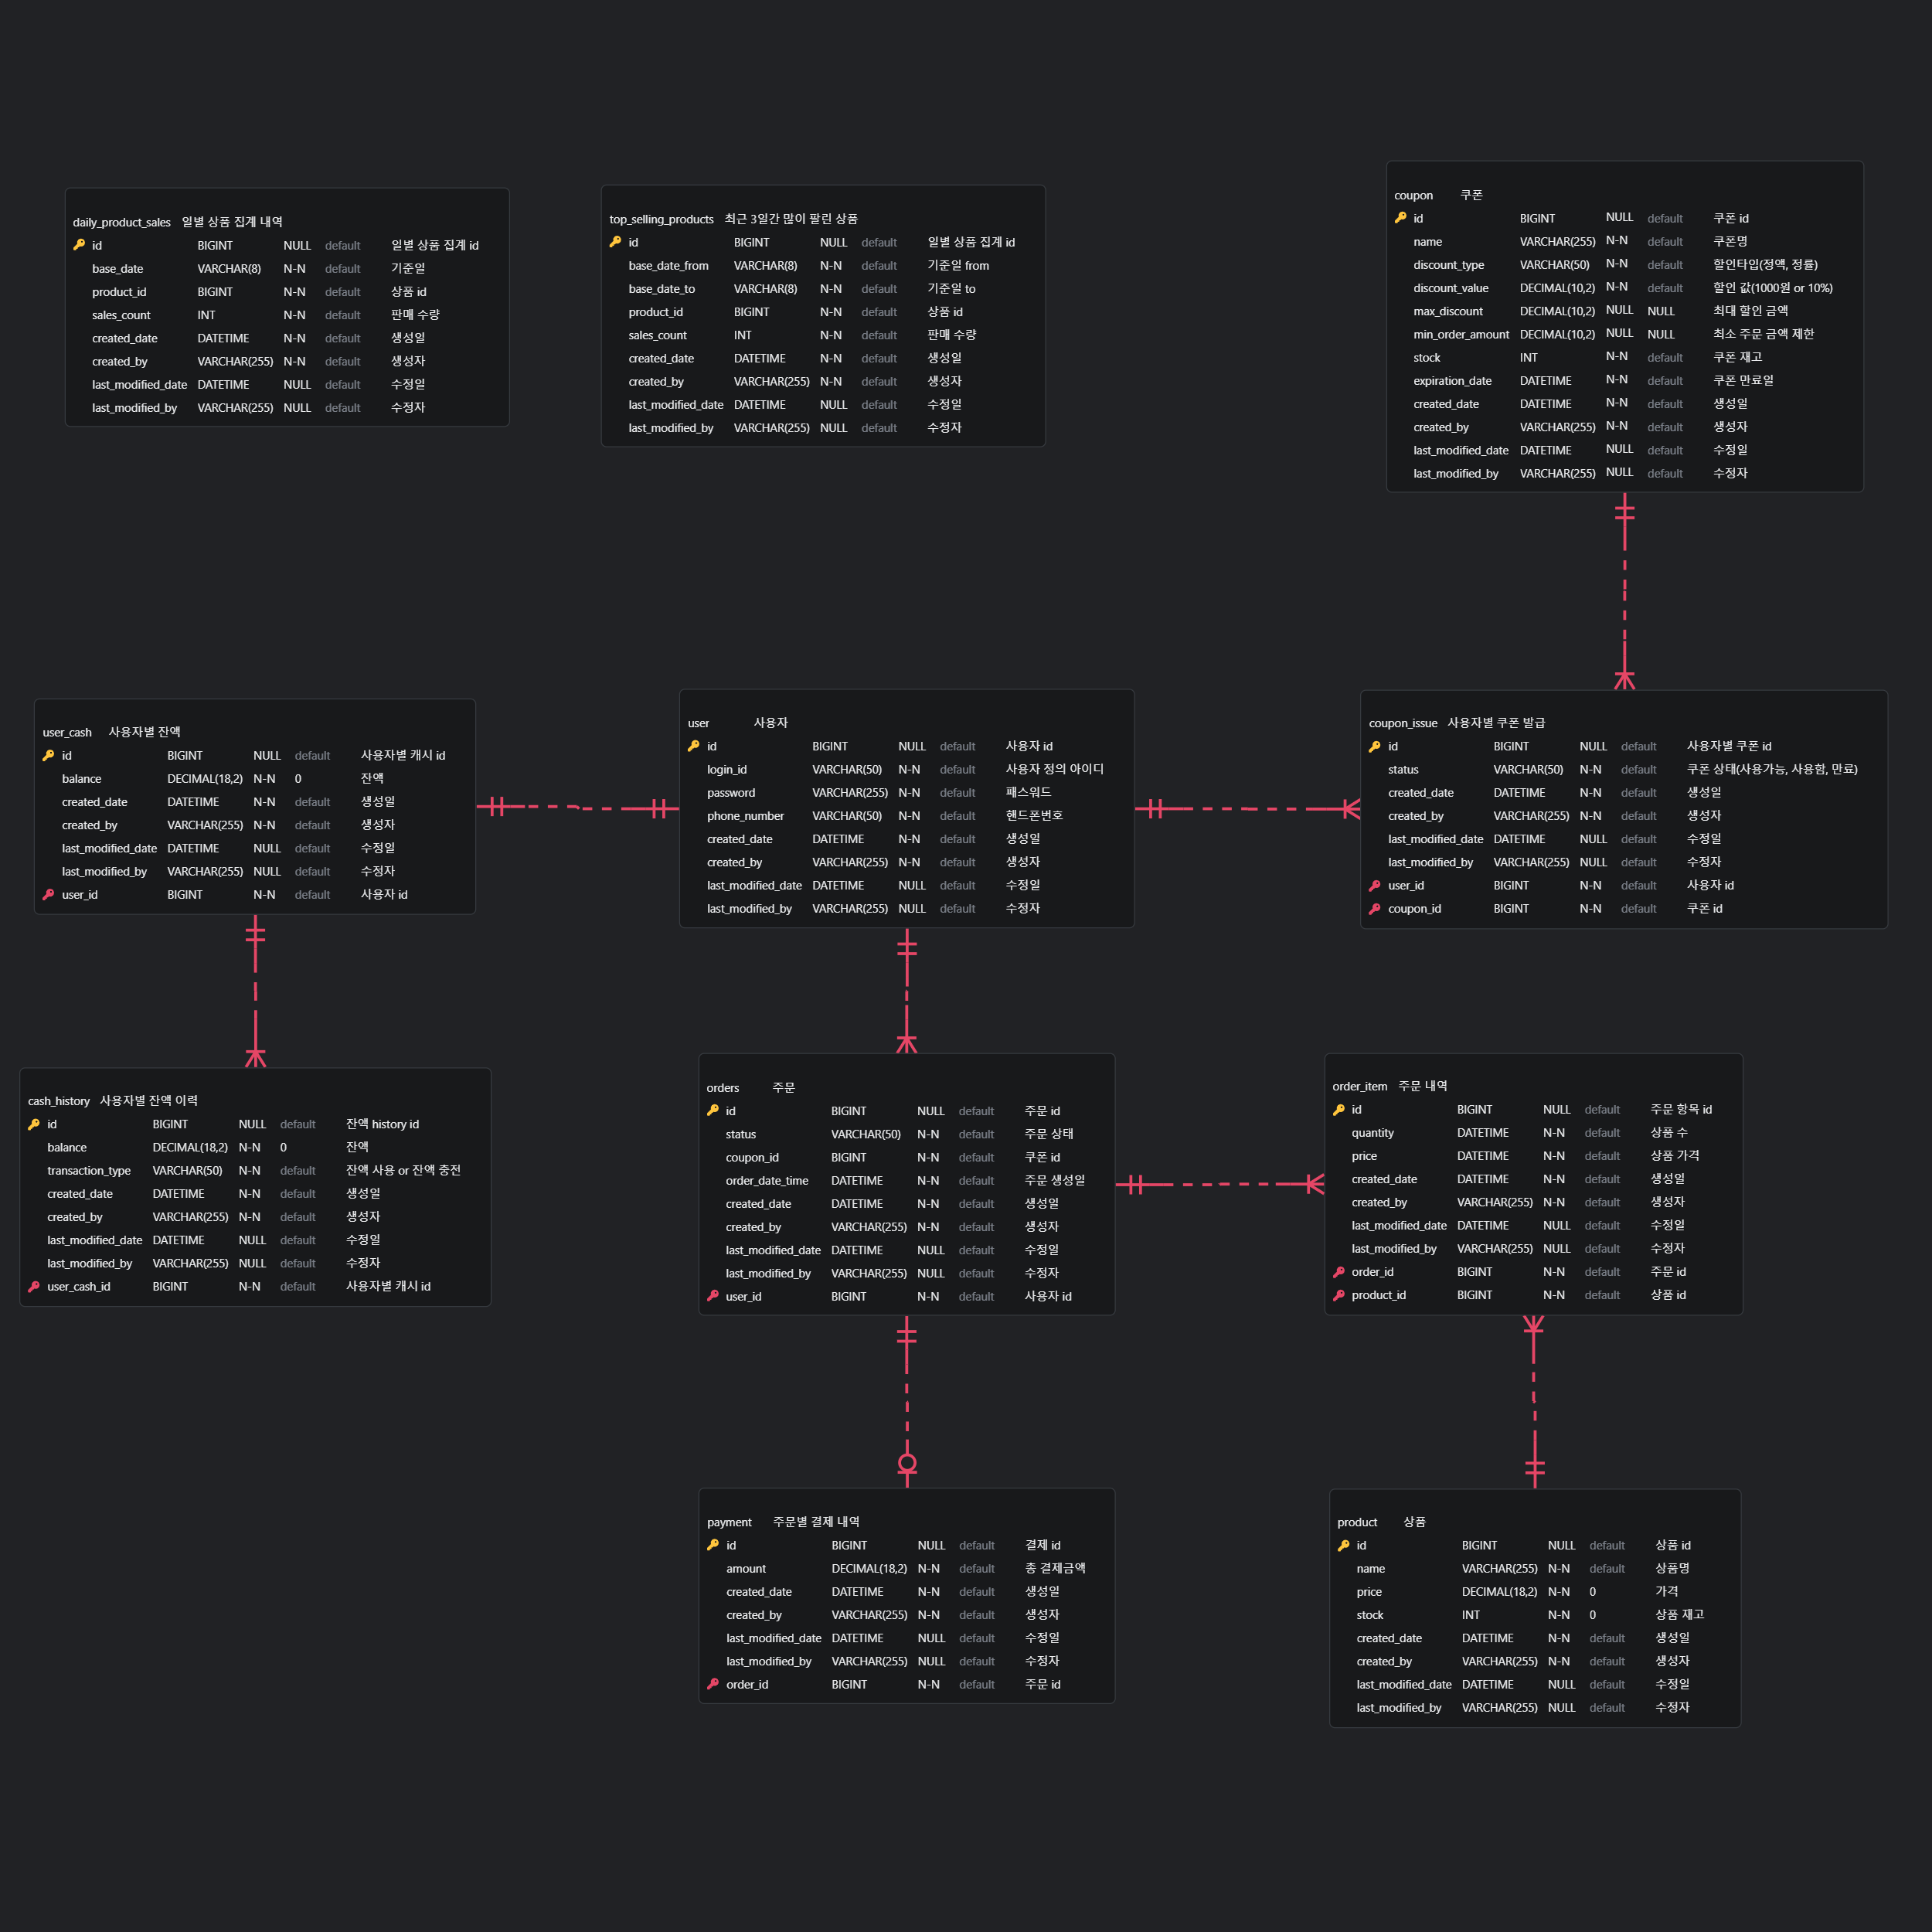 daily_product_sales 일별 상품 집계 내역
id BIGINT NULL default 일별 상품 집계 id
base_date VARCHAR(8) N-N default 기준일
product_id BIGINT N-N default 상품 id
sales_count INT N-N default 판매 수량
created_date DATETIME N-N default 생성일
created_by VARCHAR(255) N-N default 생성자
last_modified_date DATETIME NULL default 수정일
last_modified_by VARCHAR(255) NULL default 수정자
top_selling_products 최근 3일간 많이 팔린 상품
id BIGINT NULL default 일별 상품 집계 id
base_date_from VARCHAR(8) N-N default 기준일 from
base_date_to VARCHAR(8) N-N default 기준일 to
product_id BIGINT N-N default 상품 id
sales_count INT N-N default 판매 수량
created_date DATETIME N-N default 생성일
created_by VARCHAR(255) N-N default 생성자
last_modified_date DATETIME NULL default 수정일
last_modified_by VARCHAR(255) NULL default 수정자
coupon 쿠폰
id BIGINT NULL default 쿠폰 id
name VARCHAR(255) N-N default 쿠폰명
discount_type VARCHAR(50) N-N default 할인타입(정액, 정률)
discount_value DECIMAL(10,2) N-N default 할인 값(1000원 or 10%)
max_discount DECIMAL(10,2) NULL NULL 최대 할인 금액
min_order_amount DECIMAL(10,2) NULL NULL 최소 주문 금액 제한
stock INT N-N default 쿠폰 재고
expiration_date DATETIME N-N default 쿠폰 만료일
created_date DATETIME N-N default 생성일
created_by VARCHAR(255) N-N default 생성자
last_modified_date DATETIME NULL default 수정일
last_modified_by VARCHAR(255) NULL default 수정자
user_cash 사용자별 잔액
id BIGINT NULL default 사용자별 캐시 id
balance DECIMAL(18,2) N-N 0 잔액
created_date DATETIME N-N default 생성일
created_by VARCHAR(255) N-N default 생성자
last_modified_date DATETIME NULL default 수정일
last_modified_by VARCHAR(255) NULL default 수정자
user_id BIGINT N-N default 사용자 id
user 사용자
id BIGINT NULL default 사용자 id
login_id VARCHAR(50) N-N default 사용자 정의 아이디
password VARCHAR(255) N-N default 패스워드
phone_number VARCHAR(50) N-N default 핸드폰번호
created_date DATETIME N-N default 생성일
created_by VARCHAR(255) N-N default 생성자
last_modified_date DATETIME NULL default 수정일
last_modified_by VARCHAR(255) NULL default 수정자
coupon_issue 사용자별 쿠폰 발급
id BIGINT NULL default 사용자별 쿠폰 id
status VARCHAR(50) N-N default 쿠폰 상태(사용가능, 사용함, 만료)
created_date DATETIME N-N default 생성일
created_by VARCHAR(255) N-N default 생성자
last_modified_date DATETIME NULL default 수정일
last_modified_by VARCHAR(255) NULL default 수정자
user_id BIGINT N-N default 사용자 id
coupon_id BIGINT N-N default 쿠폰 id
cash_history 사용자별 잔액 이력
id BIGINT NULL default 잔액 history id
balance DECIMAL(18,2) N-N 0 잔액
transaction_type VARCHAR(50) N-N default 잔액 사용 or 잔액 충전
created_date DATETIME N-N default 생성일
created_by VARCHAR(255) N-N default 생성자
last_modified_date DATETIME NULL default 수정일
last_modified_by VARCHAR(255) NULL default 수정자
user_cash_id BIGINT N-N default 사용자별 캐시 id
orders 주문
id BIGINT NULL default 주문 id
status VARCHAR(50) N-N default 주문 상태
coupon_id BIGINT N-N default 쿠폰 id
order_date_time DATETIME N-N default 주문 생성일
created_date DATETIME N-N default 생성일
created_by VARCHAR(255) N-N default 생성자
last_modified_date DATETIME NULL default 수정일
last_modified_by VARCHAR(255) NULL default 수정자
user_id BIGINT N-N default 사용자 id
order_item 주문 내역
id BIGINT NULL default 주문 항목 id
quantity DATETIME N-N default 상품 수
price DATETIME N-N default 상품 가격
created_date DATETIME N-N default 생성일
created_by VARCHAR(255) N-N default 생성자
last_modified_date DATETIME NULL default 수정일
last_modified_by VARCHAR(255) NULL default 수정자
order_id BIGINT N-N default 주문 id
product_id BIGINT N-N default 상품 id
payment 주문별 결제 내역
id BIGINT NULL default 결제 id
amount DECIMAL(18,2) N-N default 총 결제금액
created_date DATETIME N-N default 생성일
created_by VARCHAR(255) N-N default 생성자
last_modified_date DATETIME NULL default 수정일
last_modified_by VARCHAR(255) NULL default 수정자
order_id BIGINT N-N default 주문 id
product 상품
id BIGINT NULL default 상품 id
name VARCHAR(255) N-N default 상품명
price DECIMAL(18,2) N-N 0 가격
stock INT N-N 0 상품 재고
created_date DATETIME N-N default 생성일
created_by VARCHAR(255) N-N default 생성자
last_modified_date DATETIME NULL default 수정일
last_modified_by VARCHAR(255) NULL default 수정자